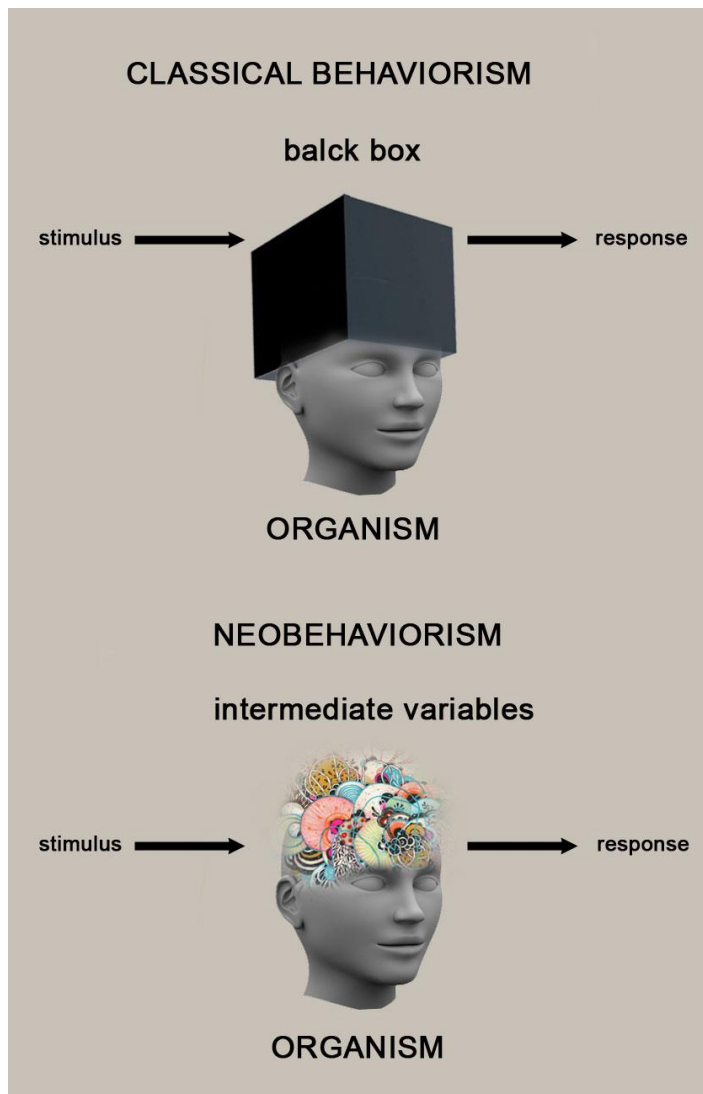 CLASSICAL BEHAVIORISM
balck box
stimulus response
ORGANISM
NEOBEHAVIORISM
intermediate variables
stimulus response
ORGANISM